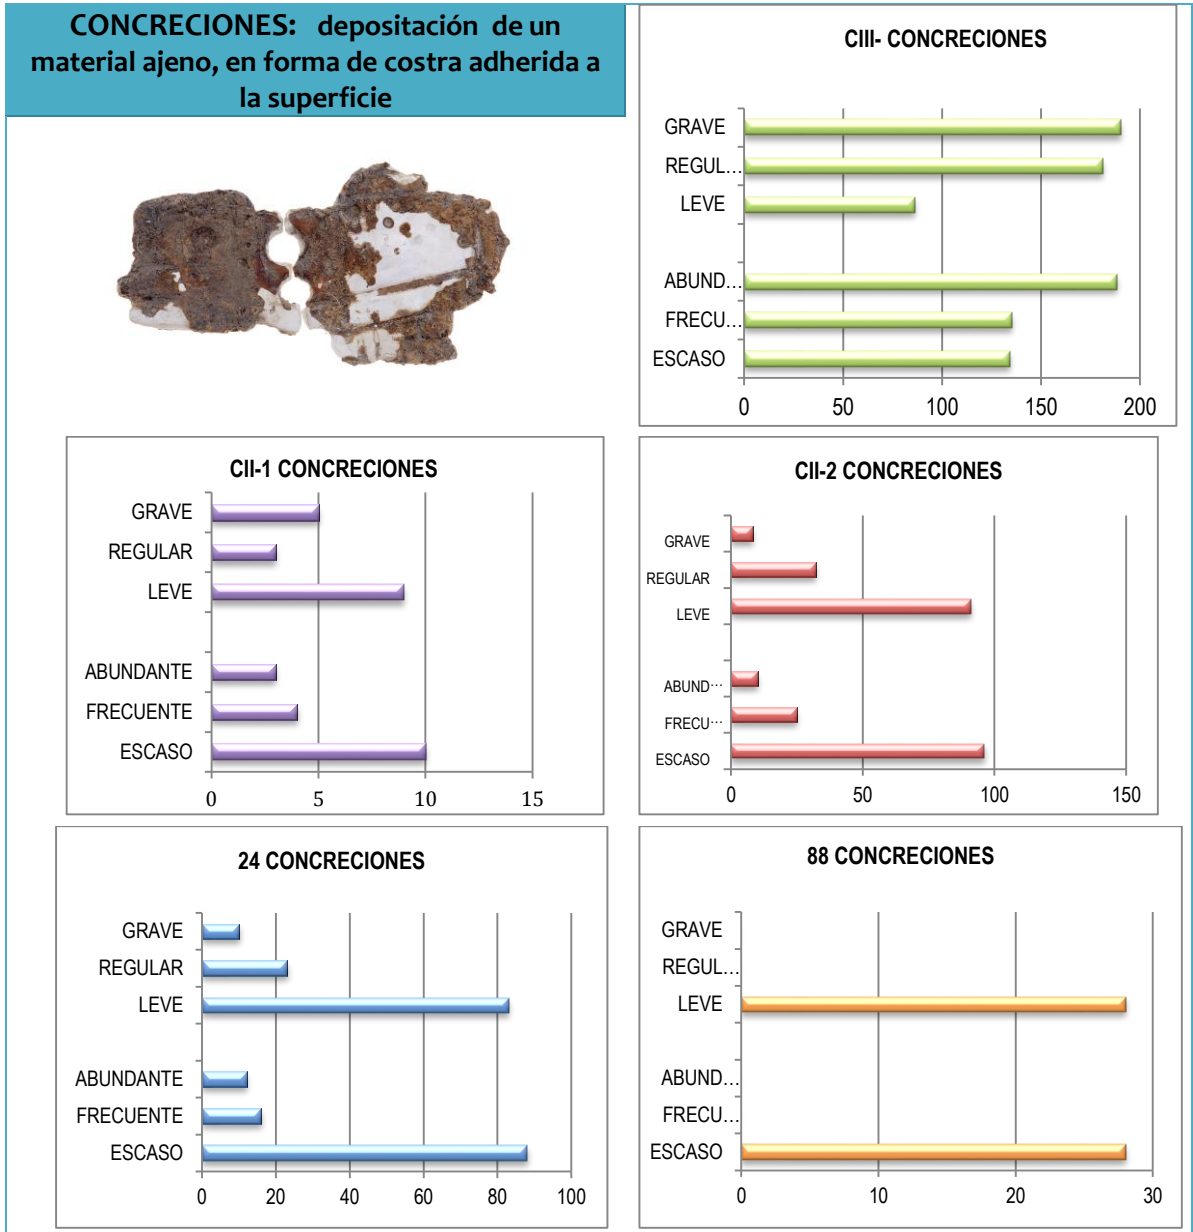 CONCRECIONES: depositación de un
material ajeno, en forma de costra adherida a
la superficie
CIII- CONCRECIONES
GRAVE
REGUL...
LEVE
ABUND...
FRECU...
ESCASO
0 50 100 150 200
CII-1 CONCRECIONES
GRAVE
REGULAR
LEVE
ABUNDANTE
FRECUENTE
ESCASO
0 5 10 15
CII-2 CONCRECIONES
GRAVE
REGULAR
LEVE
ABUND...
FRECU...
ESCASO
0 50 100 150
24 CONCRECIONES
GRAVE
REGULAR
LEVE
ABUNDANTE
FRECUENTE
ESCASO
0 20 40 60 80 100
88 CONCRECIONES
GRAVE
REGUL...
LEVE
ABUND...
FRECU...
ESCASO
0 10 20 30